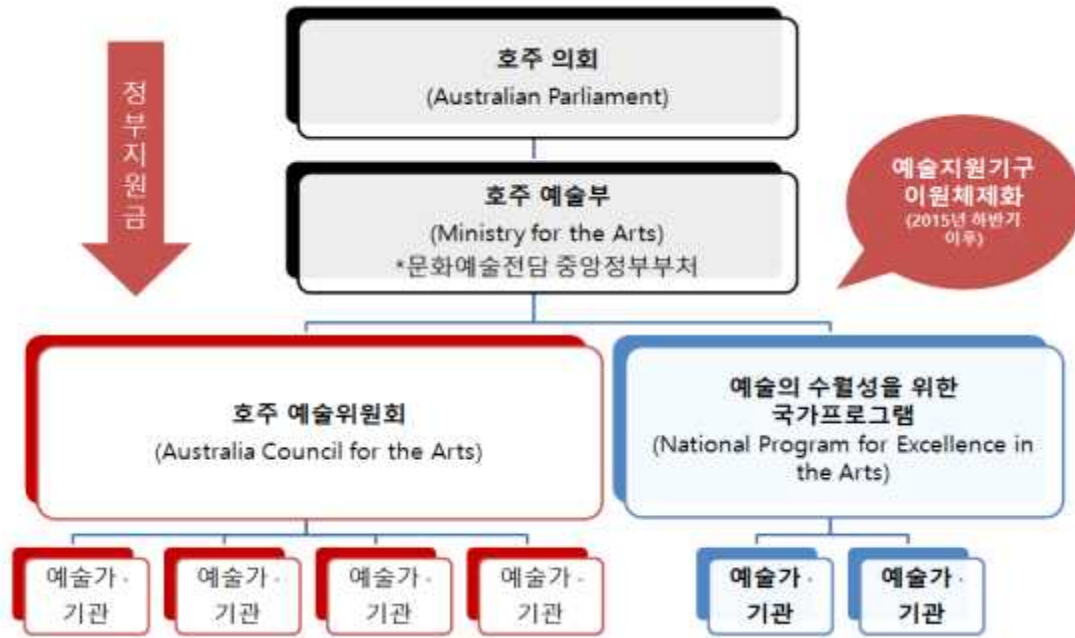 정부지원금
호주 의회
(Australian Parliament)
호주 예술부
(Ministry for the Arts)
*문화예술전담 중앙정부부처
예술지원기구
이원체제화
(2015년 하반기
이후)
호주 예술위원회
(Australia Council for the Arts)
예술의 수월성을 위한
국가프로그램
(National Program for Excellence in
the Arts)
예술가 ·
기관
예술가 ·
기관
예술가 ·
기관
예술가 ·
기관
예술가 ·
기관
예술가 ·
기관